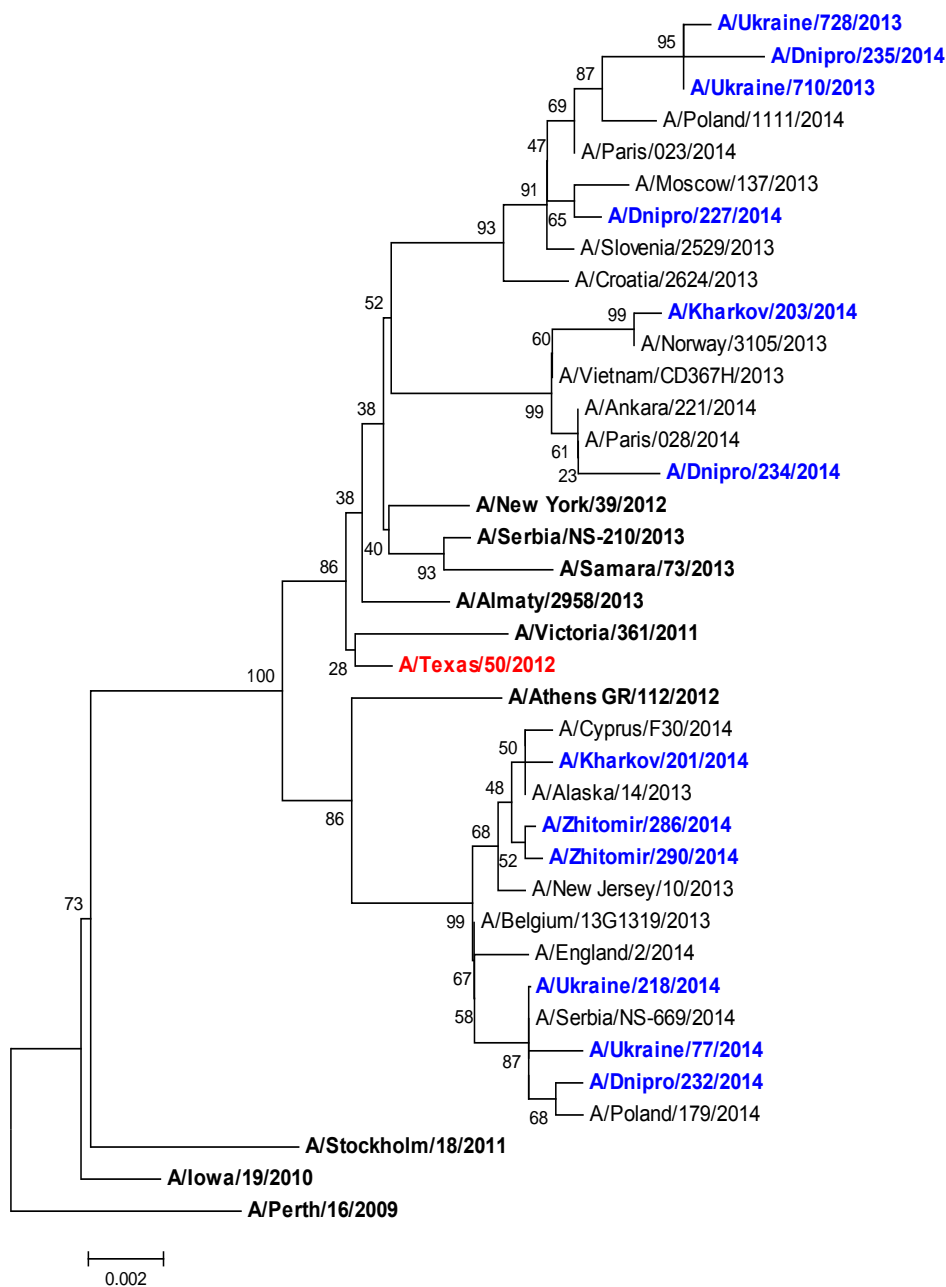 A/Ukraine/728/2013
95
A/Dnipro/235/2014
87
A/Ukraine/710/2013
69
A/Poland/1111/2014
47
A/Paris/023/2014
A/Moscow/137/2013
91
65
A/Dnipro/227/2014
93
A/Slovenia/2529/2013
A/Croatia/2624/2013
52
99
A/Kharkov/203/2014
60
A/Norway/3105/2013
A/Vietnam/CD367H/2013
38
99
A/Ankara/221/2014
A/Paris/028/2014
61
23
A/Dnipro/234/2014
38
A/New York/39/2012
40
A/Serbia/NS-210/2013
86
93
A/Samara/73/2013
A/Almaty/2958/2013
A/Victoria/361/2011
28
A/Texas/50/2012
100
A/Athens GR/112/2012
A/Cyprus/F30/2014
50
A/Kharkov/201/2014
48
A/Alaska/14/2013
86
A/Zhitomir/286/2014
68
52
A/Zhitomir/290/2014
A/New Jersey/10/2013
73
99
A/Belgium/13G1319/2013
A/England/2/2014
67
A/Ukraine/218/2014
58
A/Serbia/NS-669/2014
87
A/Ukraine/77/2014
A/Dnipro/232/2014
68
A/Poland/179/2014
A/Stockholm/18/2011
A/Iowa/19/2010
A/Perth/16/2009
0.002